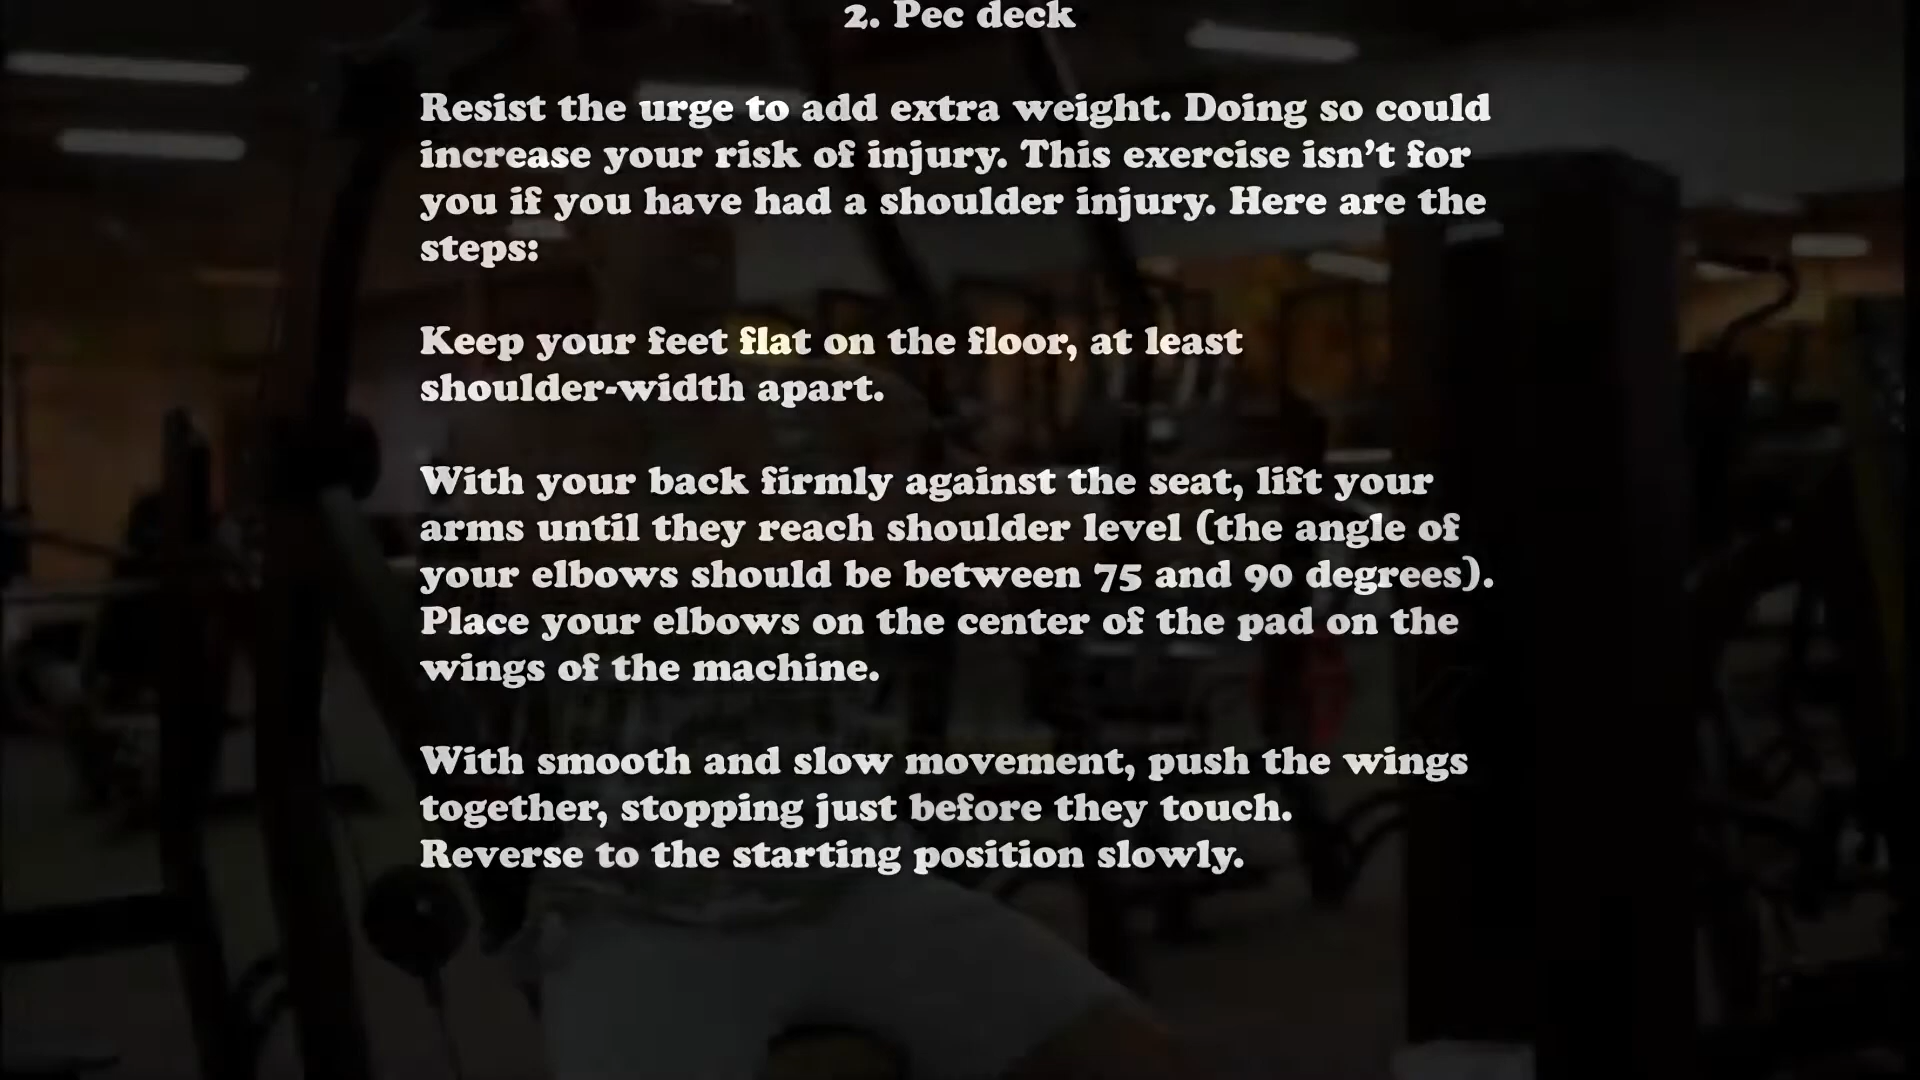 2. Pec deck
Resist the urge to add extra weight. Doing so could
increase your risk of injury. This exercise isn’t for
you if you have had a shoulder injury. Here are the
steps:
Keep your feet flat on the floor, at least
shoulder-width apart.
With your back firmly against the seat, lift your
arms until they reach shoulder level (the angle of
your elbows should be between 75 and 90 degrees).
Place your elbows on the center of the pad on the
wings of the machine.
With smooth and slow movement, push the wings
together, stopping just before they touch.
Reverse to the starting position slowly.